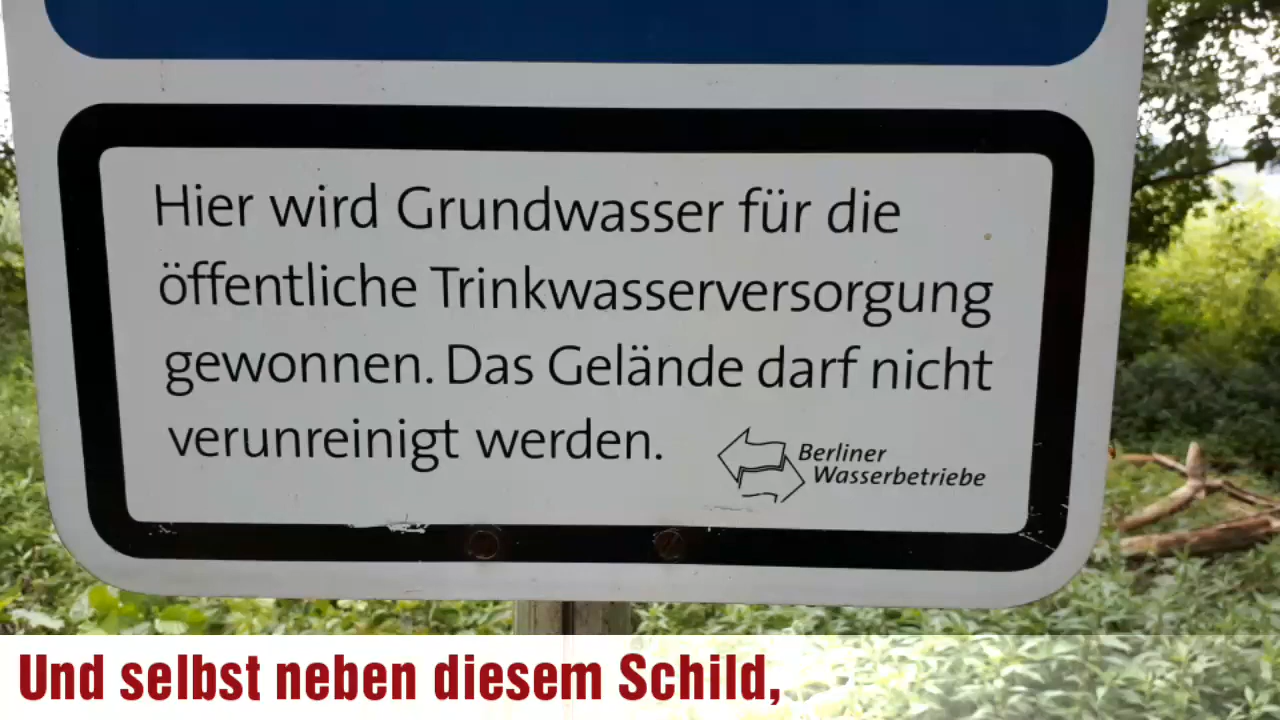 Hier wird Grundwasser für die
öffentliche Trinkwasserversorgung
gewonnen. Das Gelände darf nicht
verunreinigt werden.
Berliner
Wasserbetriebe
Und selbst neben diesem Schild,